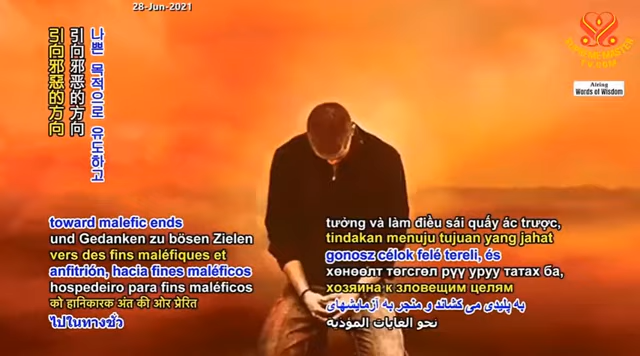 28-Jun-2021
SUPREME MASTER
TV.COM
Airing
Words of Wisdom
나쁜 목적으로 유도하고
引向邪恶的方向
引向邪惡的方向
toward malefic ends
und Gedanken zu bösen Zielen
vers des fins maléfiques et
anfitrión, hacia fines maléficos
hospedeiro para fins maléficos
को हानिकारक अंत की ओर प्रेरित
ไปในทางชั่ว
tưởng và làm điều sái quấy ác trược,
tindakan menuju tujuan yang jahat
gonosz célok felé tereli, és
хөнөөлт төгсгөл рүү уруу татах ба,
хозяина к зловещим целям
به پلیدی می کشاند و منجر به آزمایشهای
نحو الغايات المؤذية